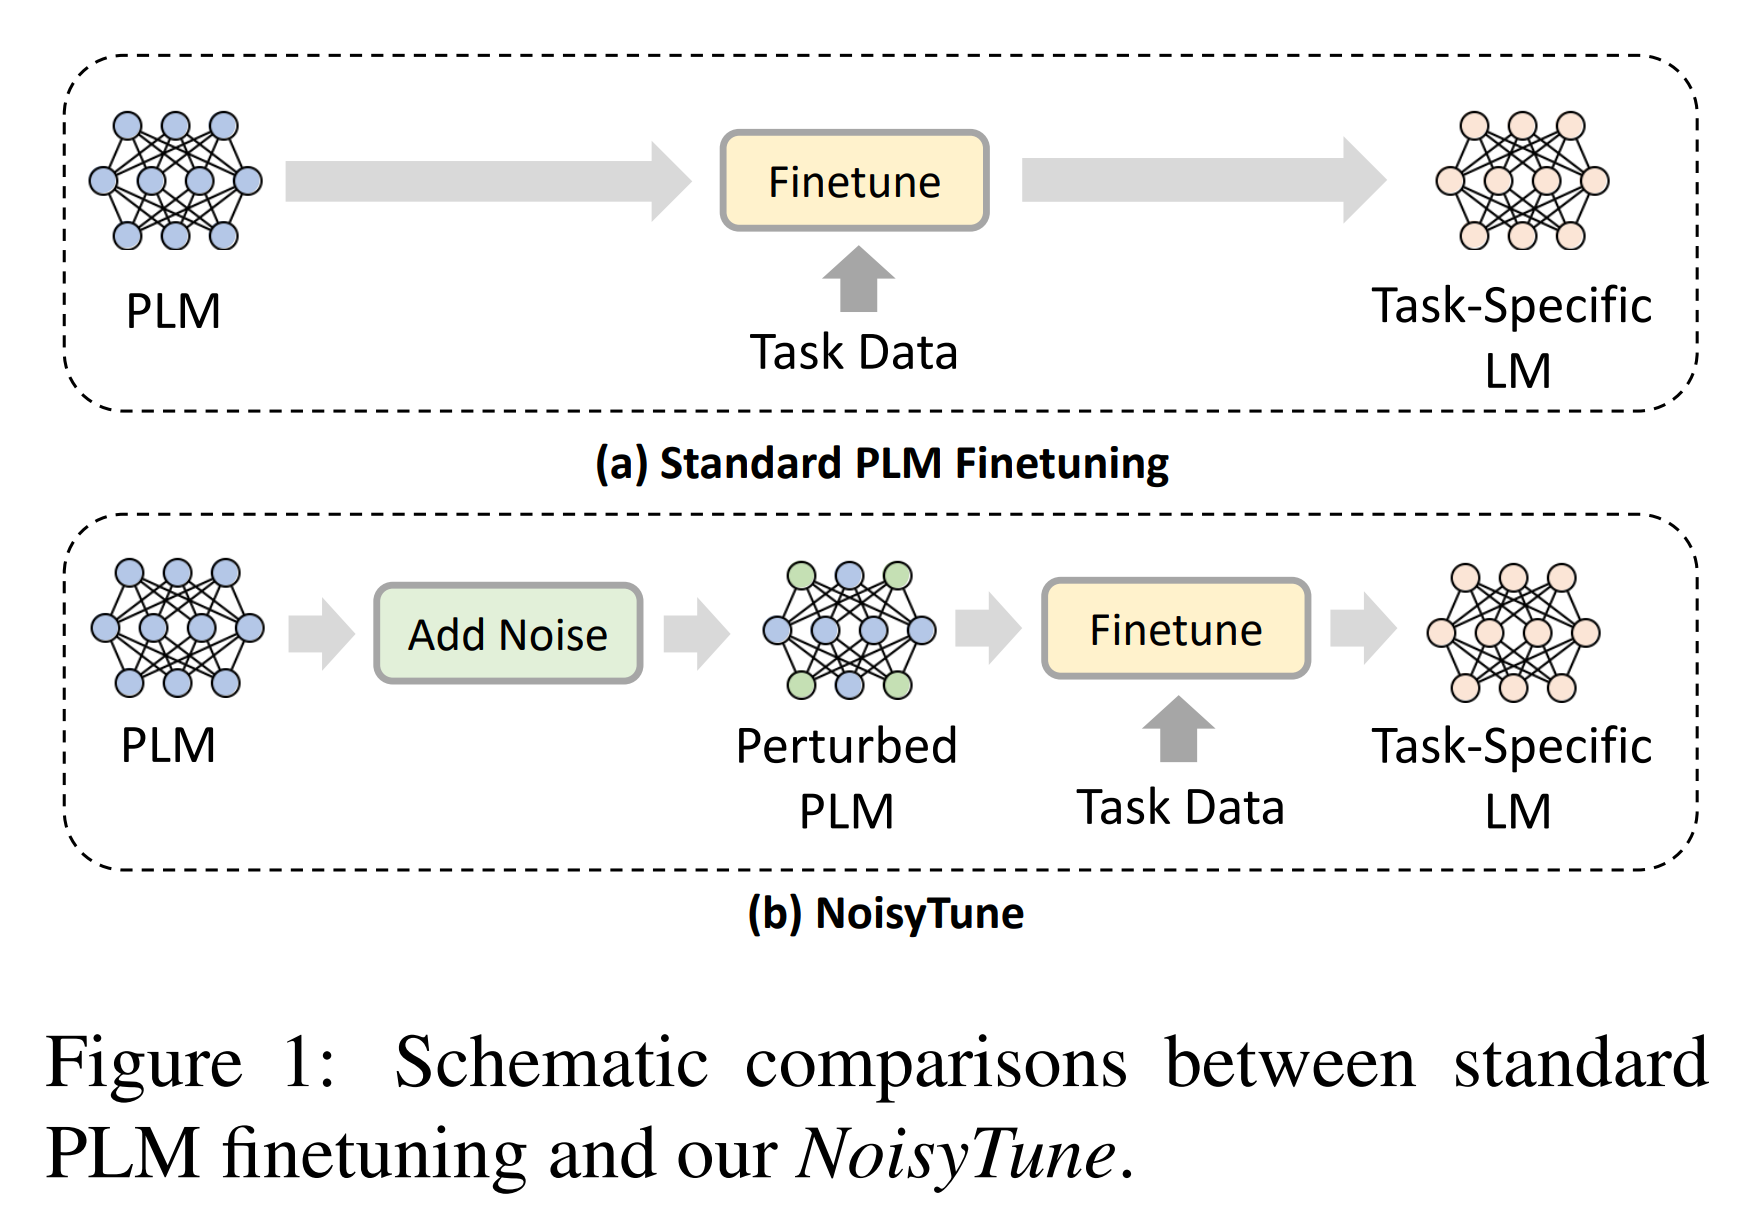 Finetune
PLM
Task Data
Task-Specific
LM
(a) Standard PLM Finetuning
Add Noise
Finetune
PLM
Perturbed
PLM
Task Data
Task-Specific
LM
(b) NoisyTune
Figure 1: Schematic comparisons between standard
PLM finetuning and our NoisyTune.